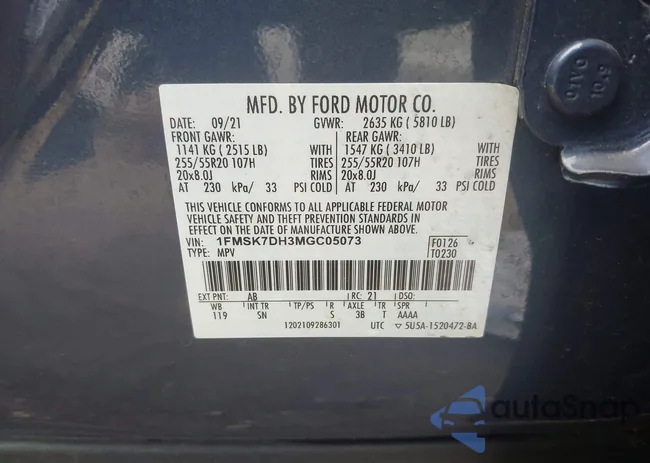 MFD. BY FORD MOTOR CO.
DATE: 09/21 GVWR: 2635 KG ( 5810 LB)
FRONT GAWR: REAR GAWR:
1141 KG ( 2515 LB) WITH 1547 KG ( 3410 LB) WITH
255/55R20 107H TIRES 255/55R20 107H TIRES
20x8.0J RIMS 20x8.0J RIMS
AT 230 kPa/ 33 PSI COLD AT 230 kPa/ 33 PSI COLD
THIS VEHICLE CONFORMS TO ALL APPLICABLE FEDERAL MOTOR
VEHICLE SAFETY AND THEFT PREVENTION STANDARDS IN
EFFECT ON THE DATE OF MANUFACTURE SHOWN ABOVE.
VIN: 1FMSK7DH3MGC05073 F0126
TYPE: MPV T0230
EXT PNT: AB RC: 21 DSO:
WB INT TR TP/PS R AXLE TR SPR
119 SN S 3B T AAAA
1202109286301 UTC ▽ 5USA-1520472-BA
autoSnap